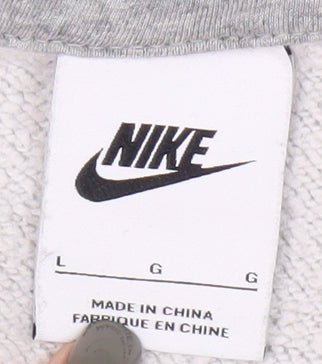 NIKE
L G G
MADE IN CHINA
FABRIQUE EN CHINE